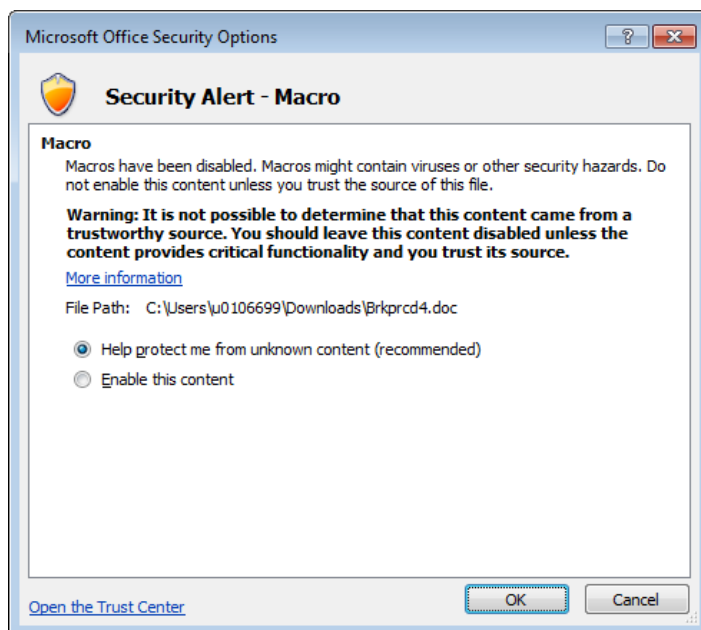 Microsoft Office Security Options
Security Alert - Macro
Macro
Macros have been disabled. Macros might contain viruses or other security hazards. Do
not enable this content unless you trust the source of this file.
Warning: It is not possible to determine that this content came from a
trustworthy source. You should leave this content disabled unless the
content provides critical functionality and you trust its source.
More information
File Path: C:\Users\u0106699\Downloads\Brkprcd4.doc
Help protect me from unknown content (recommended)
Enable this content
Open the Trust Center
OK
Cancel